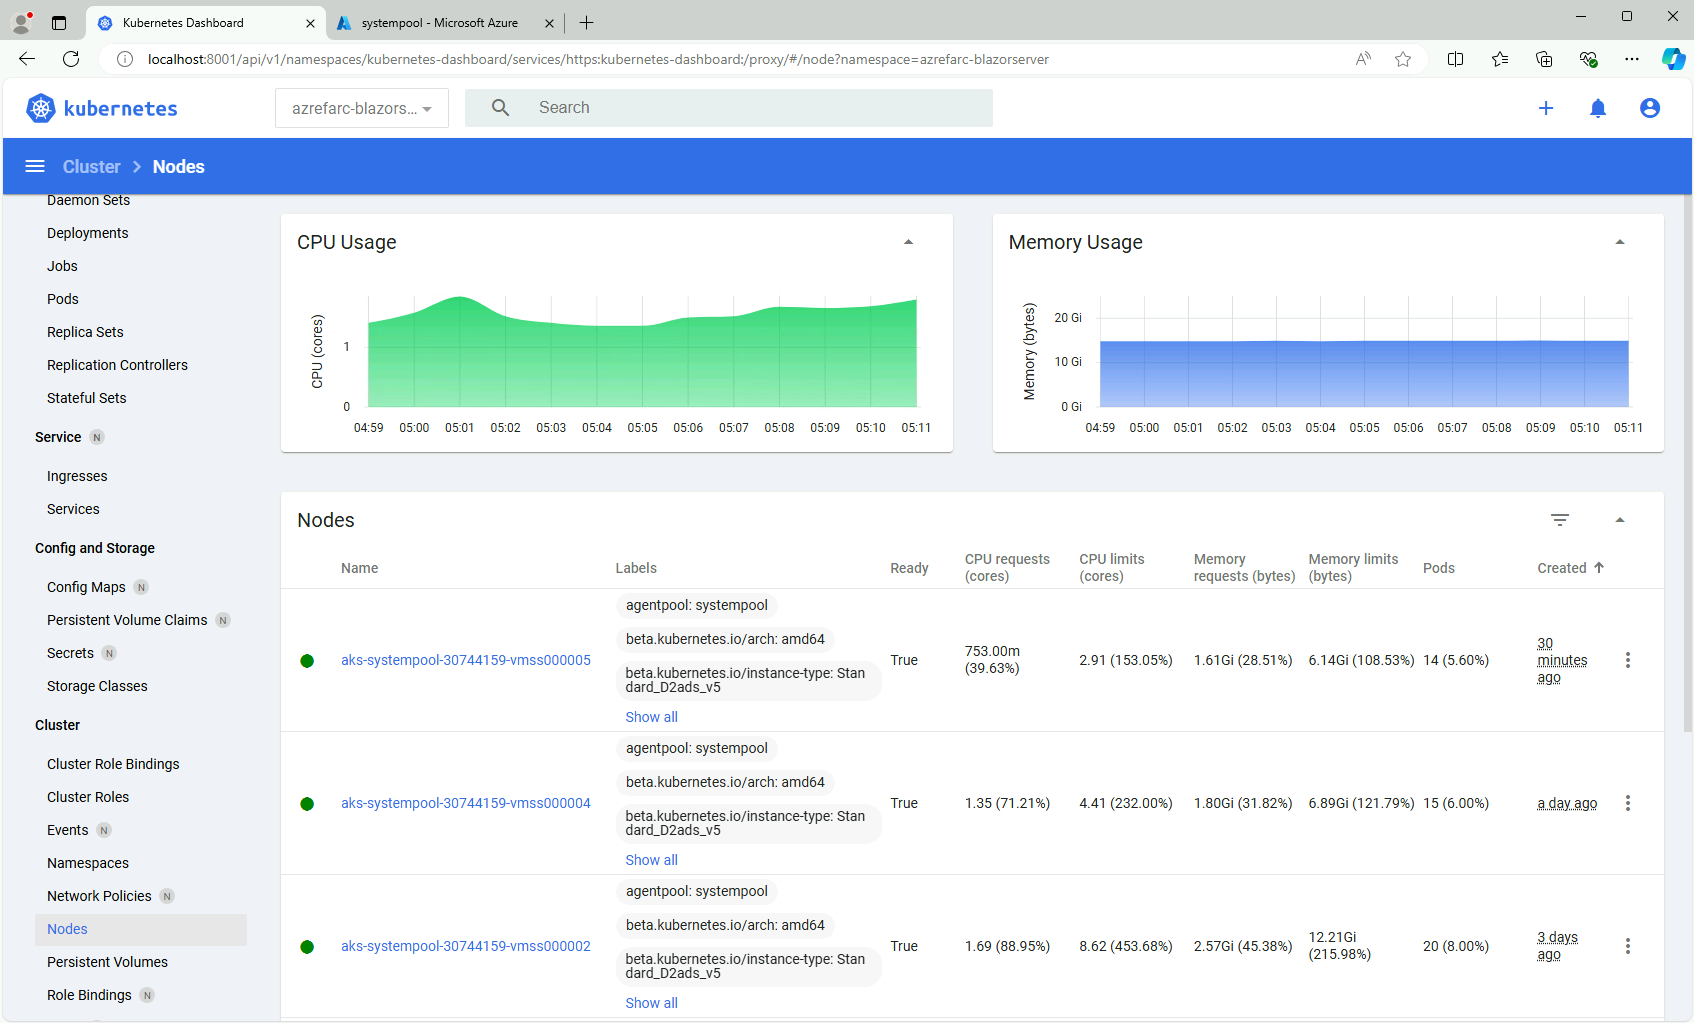 Kubernetes Dashboard
systempool - Microsoft Azure
localhost:8001/api/v1/namespaces/kubernetes-dashboard/services/https:kubernetes-dashboard:/proxy/#/node?namespace=azrefarc-blazorserver
kubernetes
azrefarc-blazors...
Search
Cluster > Nodes
Daemon Sets
Deployments
Jobs
Pods
Replica Sets
Replication Controllers
Stateful Sets
Service N
Ingresses
Services
Config and Storage
Config Maps N
Persistent Volume Claims N
Secrets N
Storage Classes
Cluster
Cluster Role Bindings
Cluster Roles
Events N
Namespaces
Network Policies N
Nodes
Persistent Volumes
Role Bindings N
CPU Usage
CPU (cores)
1
0
04:59 05:00 05:01 05:02 05:03 05:04 05:05 05:06 05:07 05:08 05:09 05:10 05:11
Memory Usage
Memory (bytes)
20 Gi
10 Gi
0 Gi
04:59 05:00 05:01 05:02 05:03 05:04 05:05 05:06 05:07 05:08 05:09 05:10 05:11
Nodes
Name
Labels
Ready
CPU requests
(cores)
CPU limits
(cores)
Memory
requests (bytes)
Memory limits
(bytes)
Pods
Created
aks-systempool-30744159-vmss000005
agentpool: systempool
beta.kubernetes.io/arch: amd64
beta.kubernetes.io/instance-type: Stan
dard_D2ads_v5
Show all
True
753.00m
(39.63%)
2.91 (153.05%)
1.61Gi (28.51%)
6.14Gi (108.53%)
14 (5.60%)
30
minutes
ago
aks-systempool-30744159-vmss000004
agentpool: systempool
beta.kubernetes.io/arch: amd64
beta.kubernetes.io/instance-type: Stan
dard_D2ads_v5
Show all
True
1.35 (71.21%)
4.41 (232.00%)
1.80Gi (31.82%)
6.89Gi (121.79%)
15 (6.00%)
a day ago
aks-systempool-30744159-vmss000002
agentpool: systempool
beta.kubernetes.io/arch: amd64
beta.kubernetes.io/instance-type: Stan
dard_D2ads_v5
Show all
True
1.69 (88.95%)
8.62 (453.68%)
2.57Gi (45.38%)
12.21Gi
(215.98%)
20 (8.00%)
3 days
ago